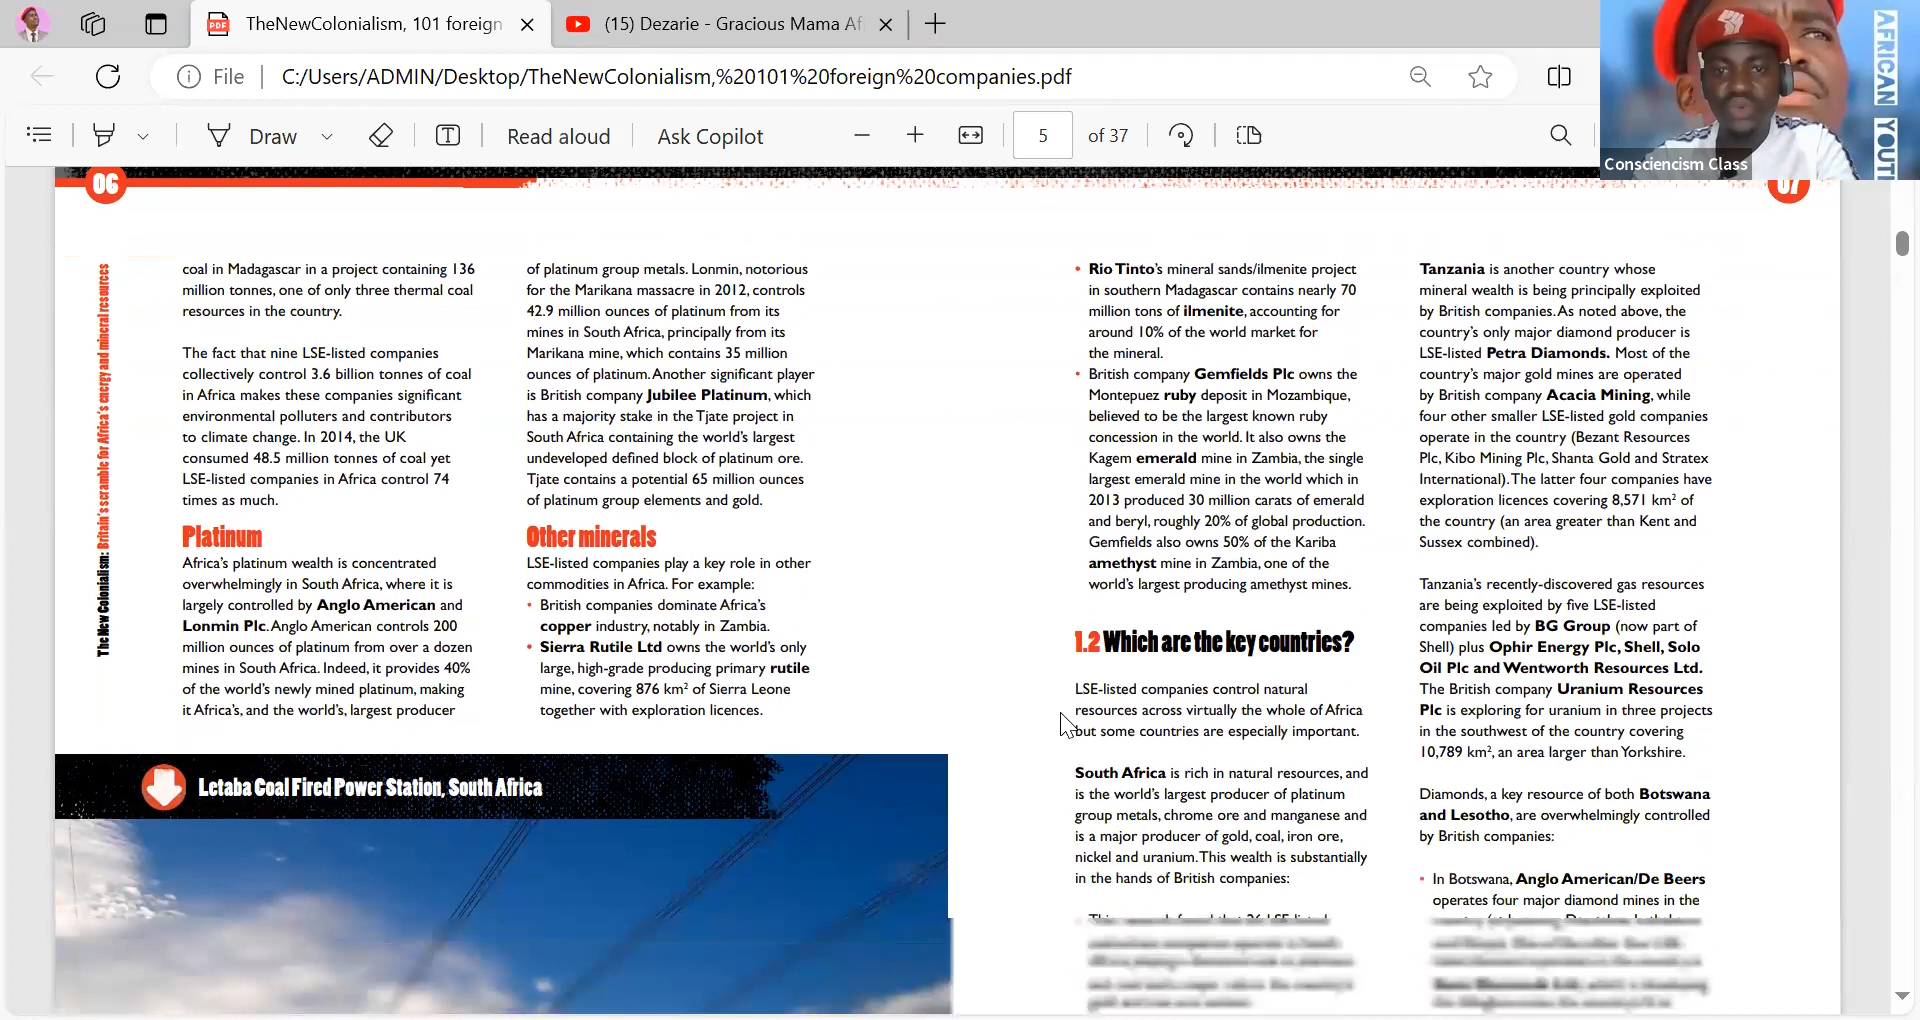 TheNewColonialism, 101 foreign
(15) Dezarie - Gracious Mama Af
File
C:/Users/ADMIN/Desktop/TheNewColonialism,%20101%20foreign%20companies.pdf
Draw
Read aloud
Ask Copilot
5
of 37
Consciencism Class
AFRICAN YOUT
06
07
The New Colonialism: Britain's scramble for Africa's energy and mineral resources
coal in Madagascar in a project containing 136
million tonnes, one of only three thermal coal
resources in the country.
The fact that nine LSE-listed companies
collectively control 3.6 billion tonnes of coal
in Africa makes these companies significant
environmental polluters and contributors
to climate change. In 2014, the UK
consumed 48.5 million tonnes of coal yet
LSE-listed companies in Africa control 74
times as much.
Platinum
Africa's platinum wealth is concentrated
overwhelmingly in South Africa, where it is
largely controlled by Anglo American and
Lonmin Plc. Anglo American controls 200
million ounces of platinum from over a dozen
mines in South Africa. Indeed, it provides 40%
of the world's newly mined platinum, making
it Africa's, and the world's, largest producer
of platinum group metals. Lonmin, notorious
for the Marikana massacre in 2012, controls
42.9 million ounces of platinum from its
mines in South Africa, principally from its
Marikana mine, which contains 35 million
ounces of platinum. Another significant player
is British company Jubilee Platinum, which
has a majority stake in the Tjate project in
South Africa containing the world's largest
undeveloped defined block of platinum ore.
Tjate contains a potential 65 million ounces
of platinum group elements and gold.
Other minerals
LSE-listed companies play a key role in other
commodities in Africa. For example:
• British companies dominate Africa's
copper industry, notably in Zambia.
• Sierra Rutile Ltd owns the world's only
large, high-grade producing primary rutile
mine, covering 876 km² of Sierra Leone
together with exploration licences.
Letaba Coal Fired Power Station, South Africa
• Rio Tinto's mineral sands/ilmenite project
in southern Madagascar contains nearly 70
million tons of ilmenite, accounting for
around 10% of the world market for
the mineral.
• British company Gemfields Plc owns the
Montepuez ruby deposit in Mozambique,
believed to be the largest known ruby
concession in the world. It also owns the
Kagem emerald mine in Zambia, the single
largest emerald mine in the world which in
2013 produced 30 million carats of emerald
and beryl, roughly 20% of global production.
Gemfields also owns 50% of the Kariba
amethyst mine in Zambia, one of the
world's largest producing amethyst mines.
1.2 Which are the key countries?
LSE-listed companies control natural
resources across virtually the whole of Africa
but some countries are especially important.
South Africa is rich in natural resources, and
is the world's largest producer of platinum
group metals, chrome ore and manganese and
is a major producer of gold, coal, iron ore,
nickel and uranium. This wealth is substantially
in the hands of British companies:
Tanzania is another country whose
mineral wealth is being principally exploited
by British companies. As noted above, the
country's only major diamond producer is
LSE-listed Petra Diamonds. Most of the
country's major gold mines are operated
by British company Acacia Mining, while
four other smaller LSE-listed gold companies
operate in the country (Bezant Resources
Plc, Kibo Mining Plc, Shanta Gold and Stratex
International). The latter four companies have
exploration licences covering 8,571 km² of
the country (an area greater than Kent and
Sussex combined).
Tanzania's recently-discovered gas resources
are being exploited by five LSE-listed
companies led by BG Group (now part of
Shell) plus Ophir Energy Plc, Shell, Solo
Oil Plc and Wentworth Resources Ltd.
The British company Uranium Resources
Plc is exploring for uranium in three projects
in the southwest of the country covering
10,789 km², an area larger than Yorkshire.
Diamonds, a key resource of both Botswana
and Lesotho, are overwhelmingly controlled
by British companies:
• In Botswana, Anglo American/De Beers
operates four major diamond mines in the